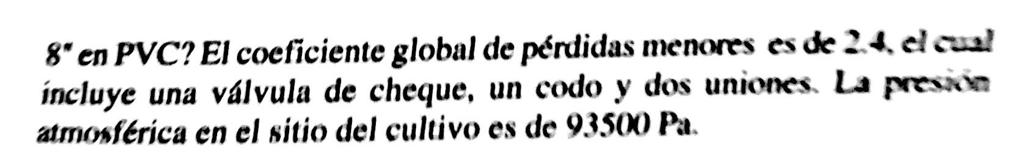 8" en PVC? El coeficiente global de pérdidas menores es de 2.4, el cual
incluye una válvula de cheque, un codo y dos uniones. La presión
atmosférica en el sitio del cultivo es de 93500 Pa.